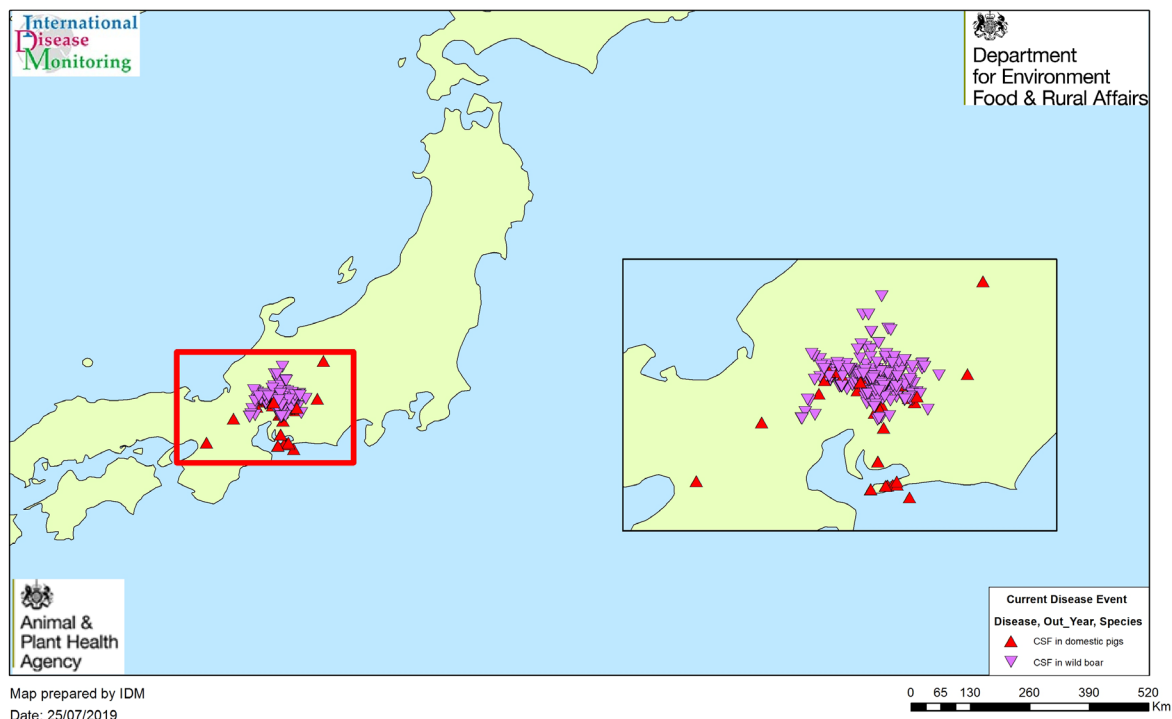 International
Disease
Monitoring
Department
for Environment
Food & Rural Affairs
Animal &
Plant Health
Agency
Current Disease Event
Disease, Out_Year, Species
CSF in domestic pigs
CSF in wild boar
Map prepared by IDM
Date: 25/07/2019
0 65 130 260 390 520
Km